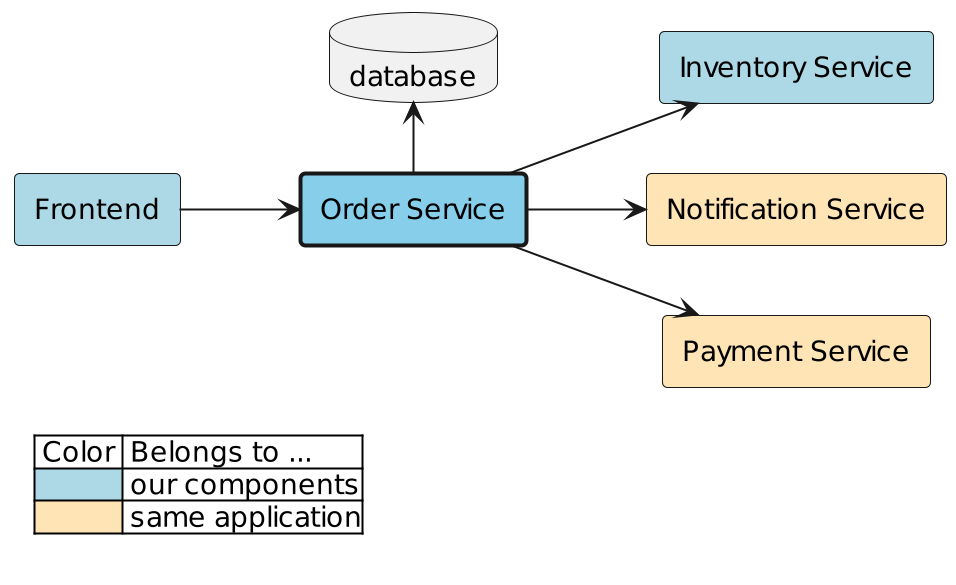 database
Inventory Service
Frontend
Order Service
Notification Service
Payment Service
Color Belongs to ...
our components
same application